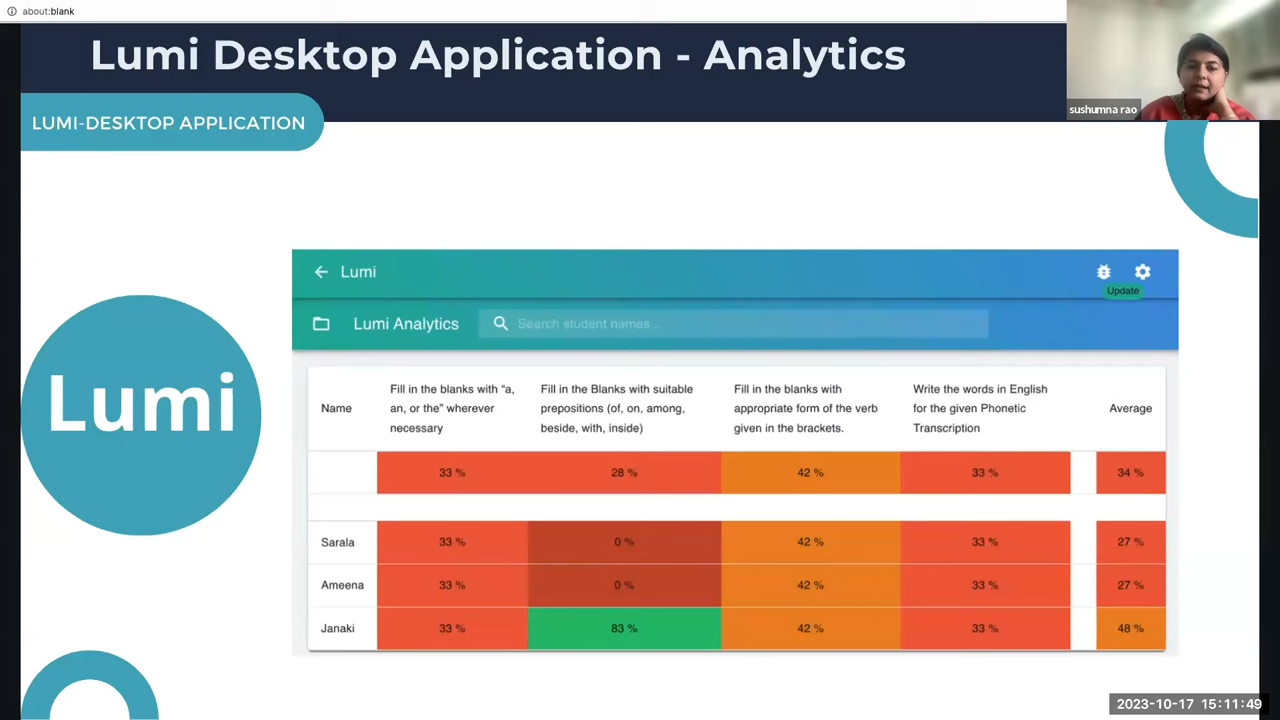 about:blank
Lumi Desktop Application - Analytics
sushumna rao
LUMI-DESKTOP APPLICATION
Lumi
Lumi
Update
Lumi Analytics
Search student names...
Name
Fill in the blanks with “a,
an, or the” wherever
necessary
Fill in the Blanks with suitable
prepositions (of, on, among,
beside, with, inside)
Fill in the blanks with
appropriate form of the verb
given in the brackets.
Write the words in English
for the given Phonetic
Transcription
Average
33 % 28 % 42 % 33 % 34 %
Sarala 33 % 0 % 42 % 33 % 27 %
Ameena 33 % 0 % 42 % 33 % 27 %
Janaki 33 % 83 % 42 % 33 % 48 %
2023-10-17 15:11:49